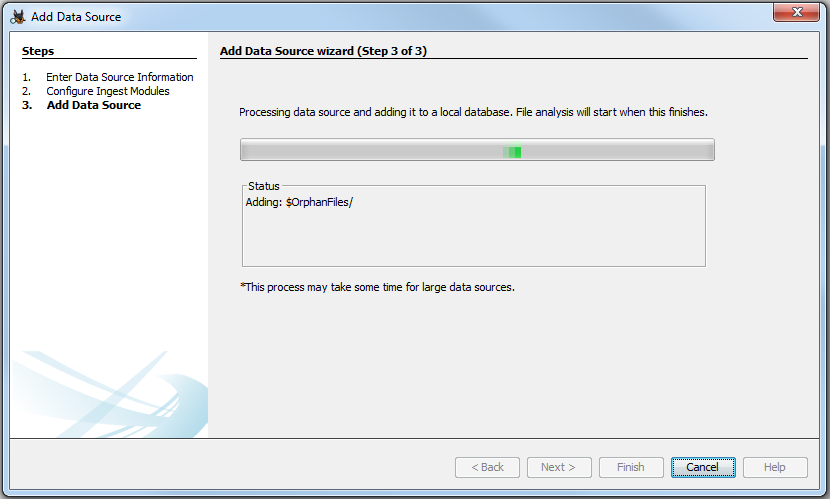 Add Data Source
Steps
1. Enter Data Source Information
2. Configure Ingest Modules
3. Add Data Source
Add Data Source wizard (Step 3 of 3)
Processing data source and adding it to a local database. File analysis will start when this finishes.
Status
Adding: $OrphanFiles/
*This process may take some time for large data sources.
< Back
Next >
Finish
Cancel
Help